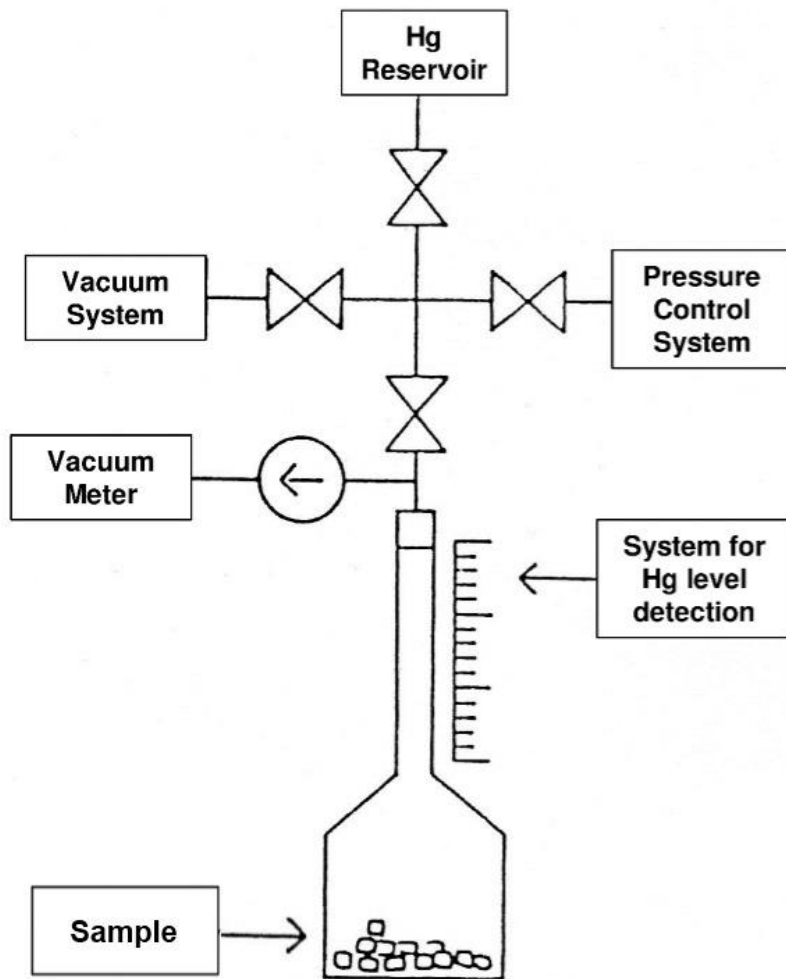 Hg
Reservoir
Vacuum
System
Pressure
Control
System
Vacuum
Meter
System for
Hg level
detection
Sample